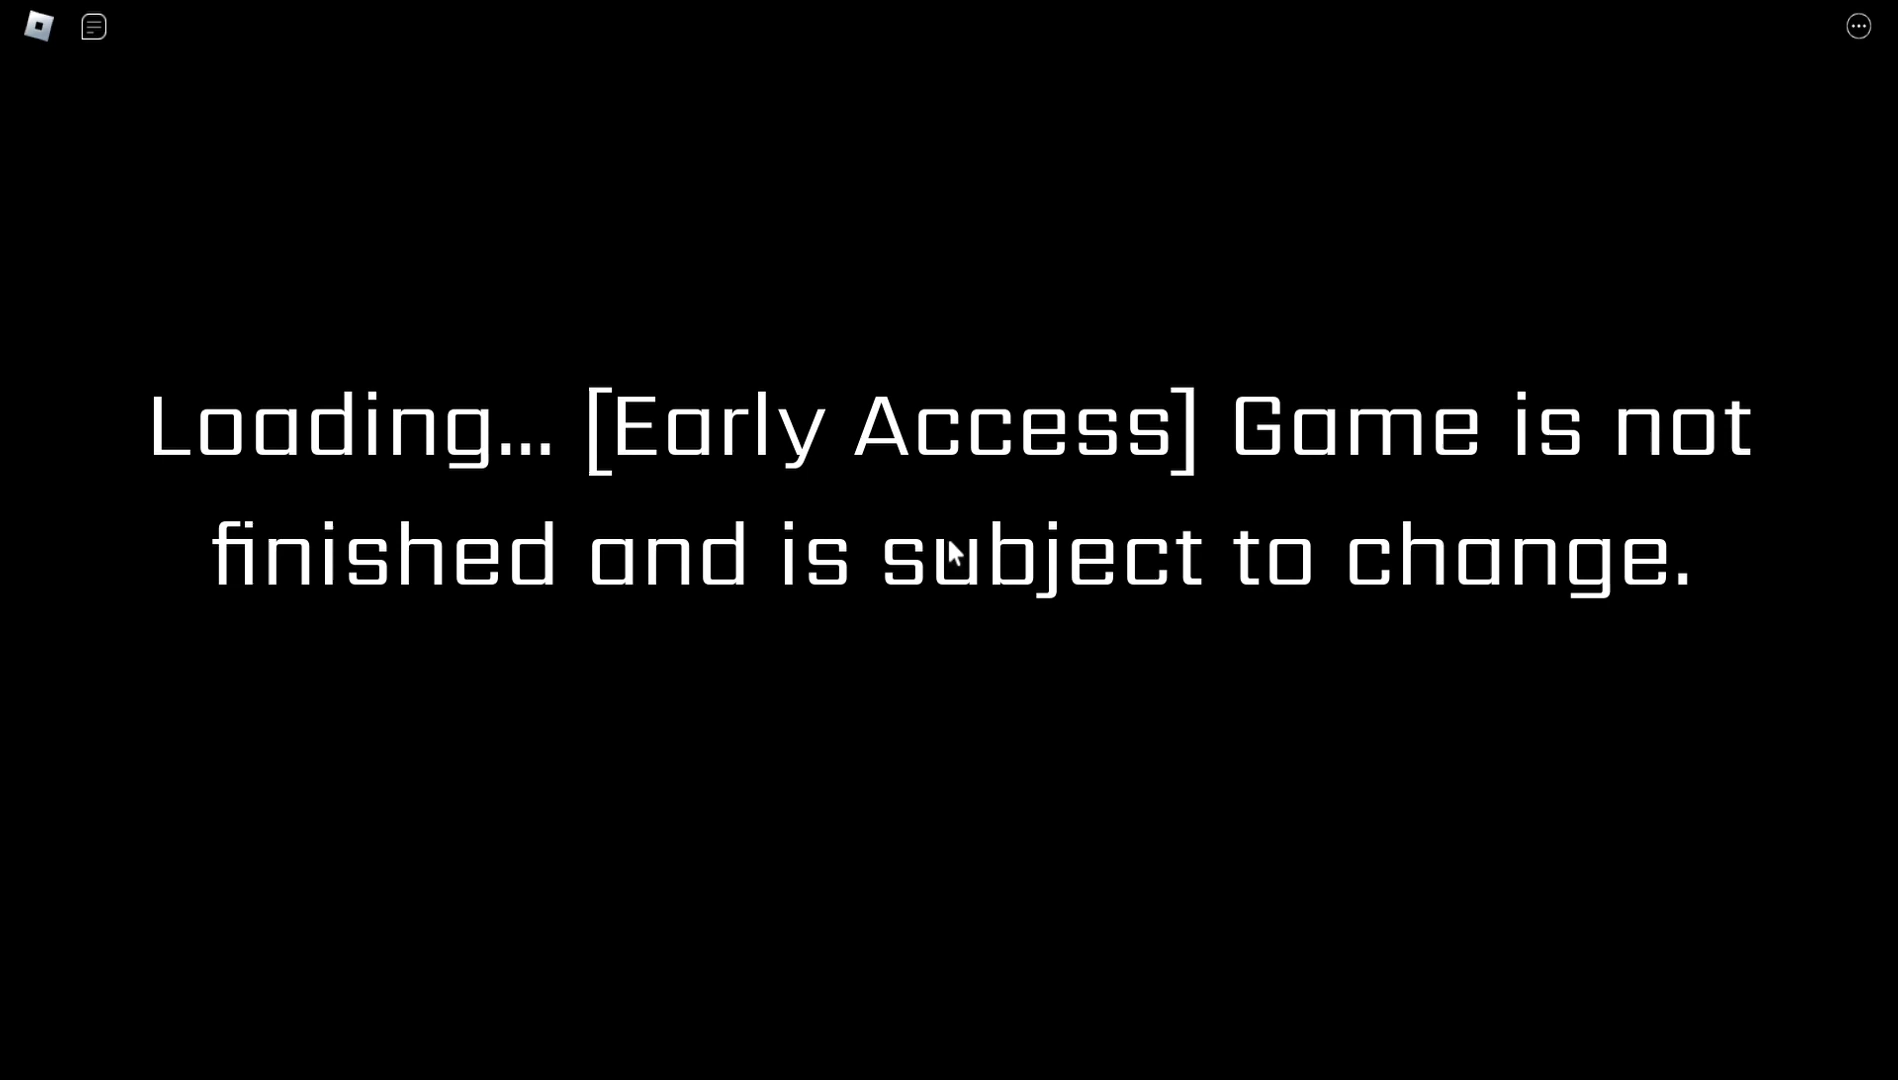 Loading... [Early Access] Game is not
finished and is subject to change.